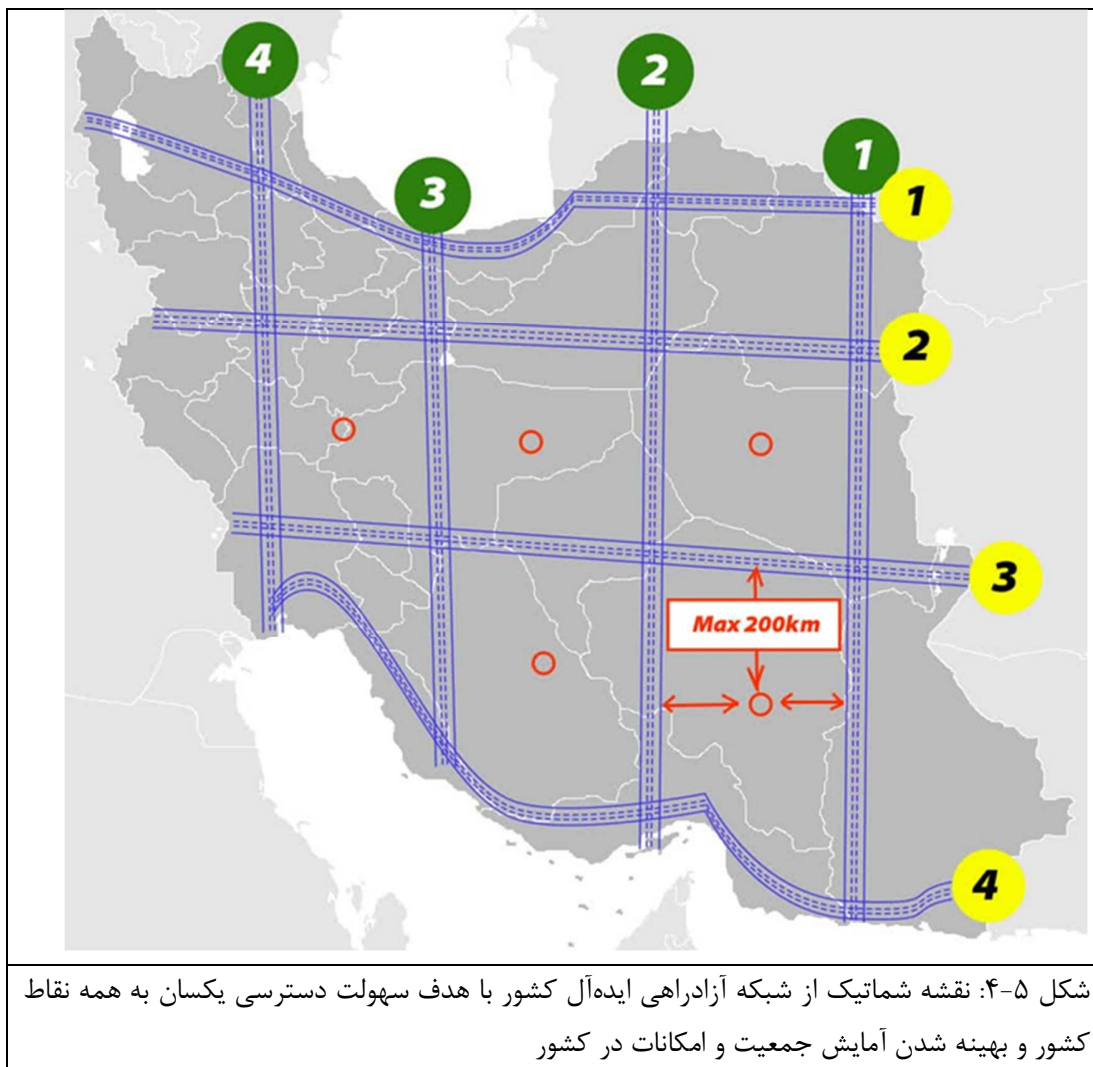 4
2
3
1
1
2
3
Max 200km
4
شکل ۵-۴: نقشه شماتیک از شبکه آزادراهی ایده‌آل کشور با هدف سهولت دسترسی یکسان به همه نقاط
کشور و بهینه شدن آمایش جمعیت و امکانات در کشور